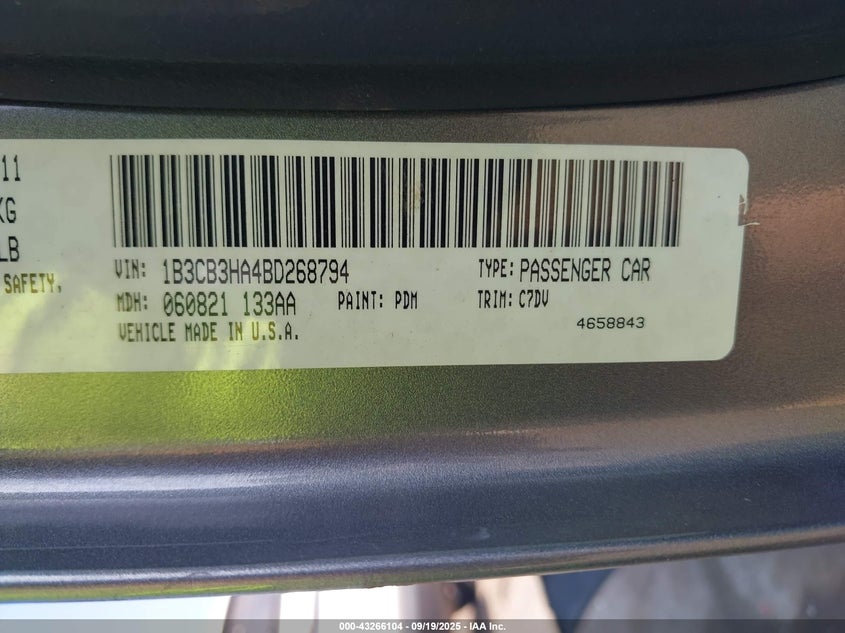 11
KG
LB
SAFETY,
VIN: 1B3CB3HA4BD268794 TYPE: PASSENGER CAR
MDH: 060821 133AA PAINT: PDM TRIM: C7DV
VEHICLE MADE IN U.S.A. 4658843
000-43266104 | 09/19/2025 | IAA Inc.